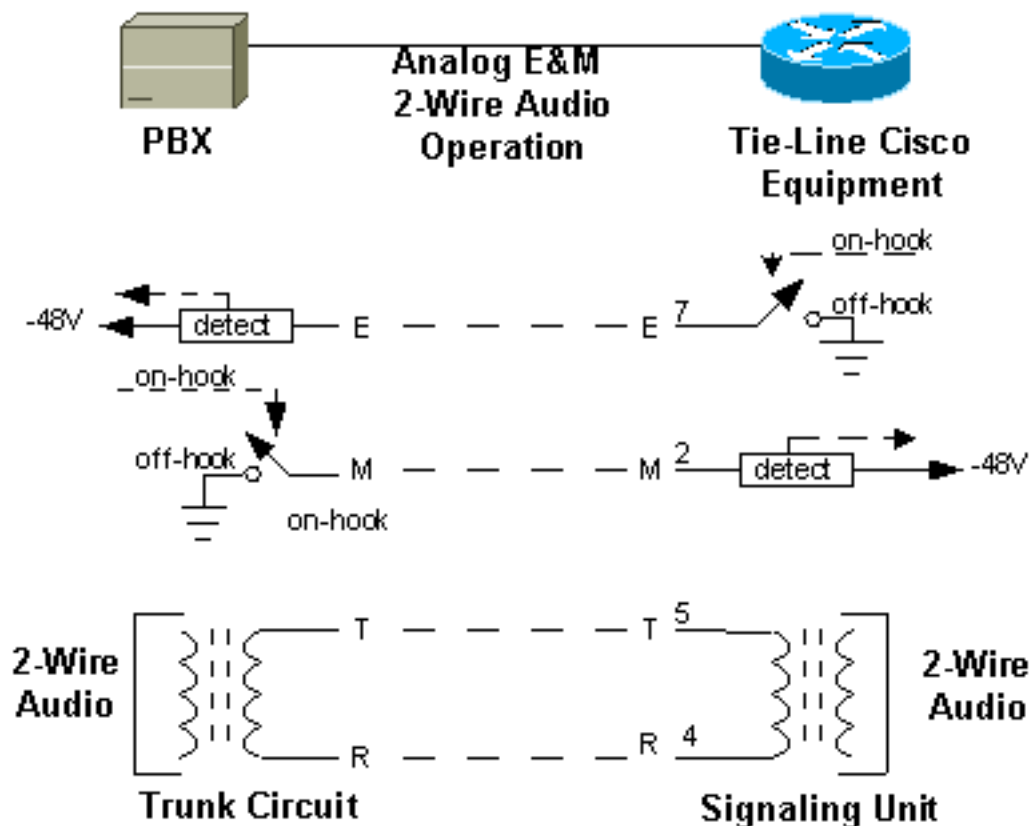 Analog E&M
2-Wire Audio
Operation
PBX
Tie-Line Cisco
Equipment
on-hook
-48V
detect
E
E
7
off-hook
on-hook
off-hook
M
M
2
detect
-48V
on-hook
2-Wire
Audio
T
T
5
R
R
4
2-Wire
Audio
Trunk Circuit
Signaling Unit